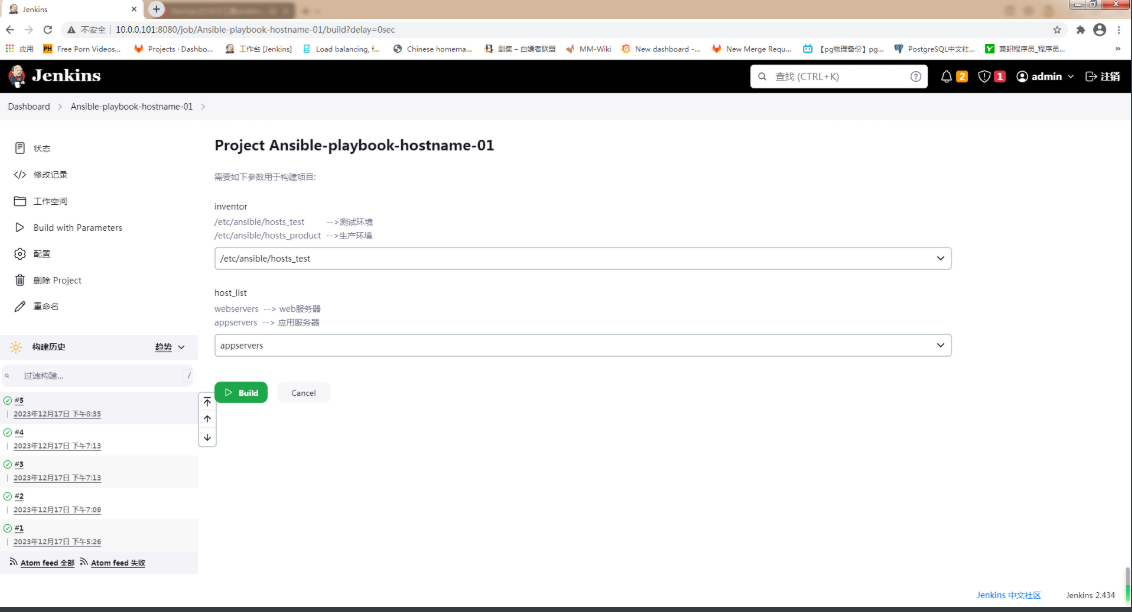 Jenkins
不安全
10.0.0.101:8080/job/Ansible-playbook-hostname-01/build?delay=0sec
应用
Free Porn Videos...
Projects · Dashbo...
工作台 [Jenkins]
Load balancing, f...
Chinese homema...
剧集 – 白嫖者联盟
MM-Wiki
New dashboard -...
New Merge Requ...
【pg物理备份】pg...
PostgreSQL中文社...
兼职程序员_程序员...
»
Jenkins
查找 (CTRL+K)
2
1
admin
注销
Dashboard
Ansible-playbook-hostname-01
状态
修改记录
工作空间
Build with Parameters
配置
删除 Project
重命名
构建历史
趋势
过滤构建...
/
#5
2023年12月17日 下午8:35
#4
2023年12月17日 下午7:13
#3
2023年12月17日 下午7:13
#2
2023年12月17日 下午7:09
#1
2023年12月17日 下午5:26
Atom feed 全部
Atom feed 失败
Project Ansible-playbook-hostname-01
需要如下参数用于构建项目:
inventor
/etc/ansible/hosts_test -->测试环境
/etc/ansible/hosts_product -->生产环境
/etc/ansible/hosts_test
host_list
webservers --> web服务器
appservers --> 应用服务器
appservers
Build
Cancel
Jenkins 中文社区
Jenkins 2.434